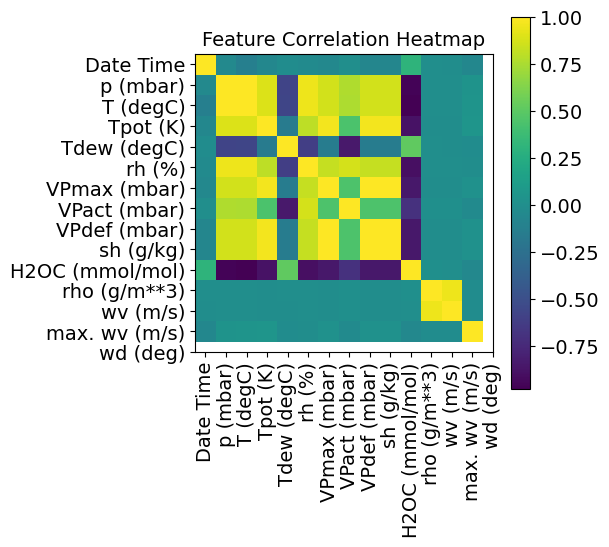 Feature Correlation Heatmap
Date Time
p (mbar)
T (degC)
Tpot (K)
Tdew (degC)
rh (%)
VPmax (mbar)
VPact (mbar)
VPdef (mbar)
sh (g/kg)
H2OC (mmol/mol)
rho (g/m**3)
wv (m/s)
max. wv (m/s)
wd (deg)
Date Time
p (mbar)
T (degC)
Tpot (K)
Tdew (degC)
rh (%)
VPmax (mbar)
VPact (mbar)
VPdef (mbar)
sh (g/kg)
H2OC (mmol/mol)
rho (g/m**3)
wv (m/s)
max. wv (m/s)
wd (deg)
1.00
0.75
0.50
0.25
0.00
−0.25
−0.50
−0.75